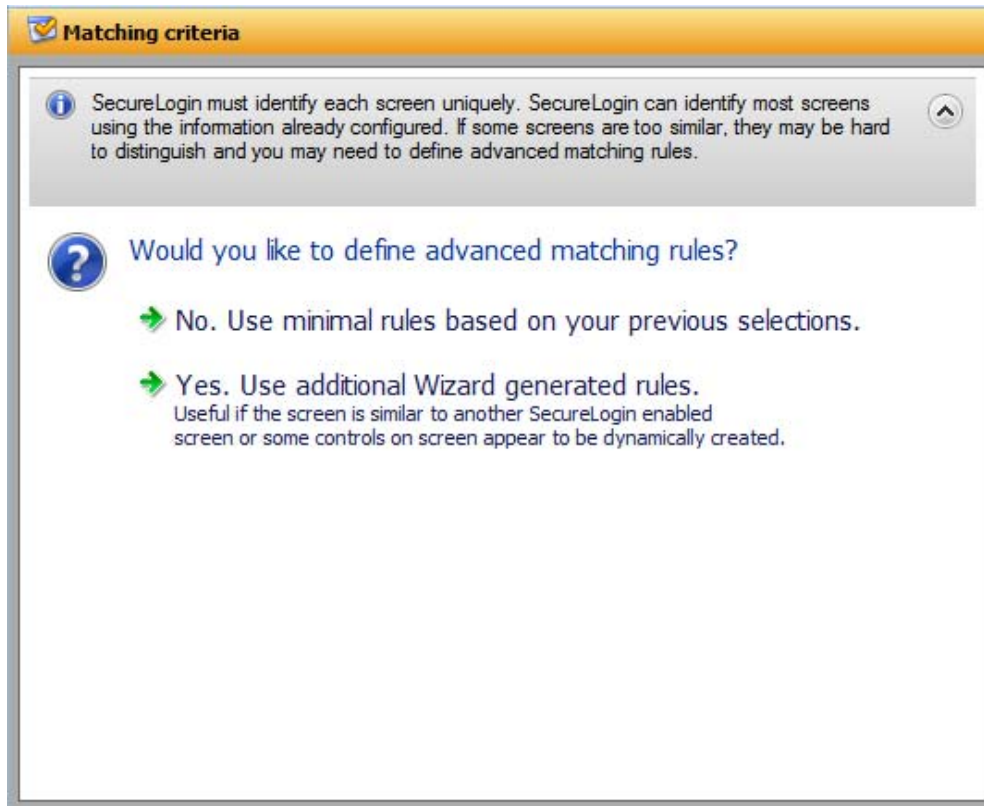 Matching criteria
SecureLogin must identify each screen uniquely. SecureLogin can identify most screens
using the information already configured. If some screens are too similar, they may be hard
to distinguish and you may need to define advanced matching rules.
Would you like to define advanced matching rules?
No. Use minimal rules based on your previous selections.
Yes. Use additional Wizard generated rules.
Useful if the screen is similar to another SecureLogin enabled
screen or some controls on screen appear to be dynamically created.